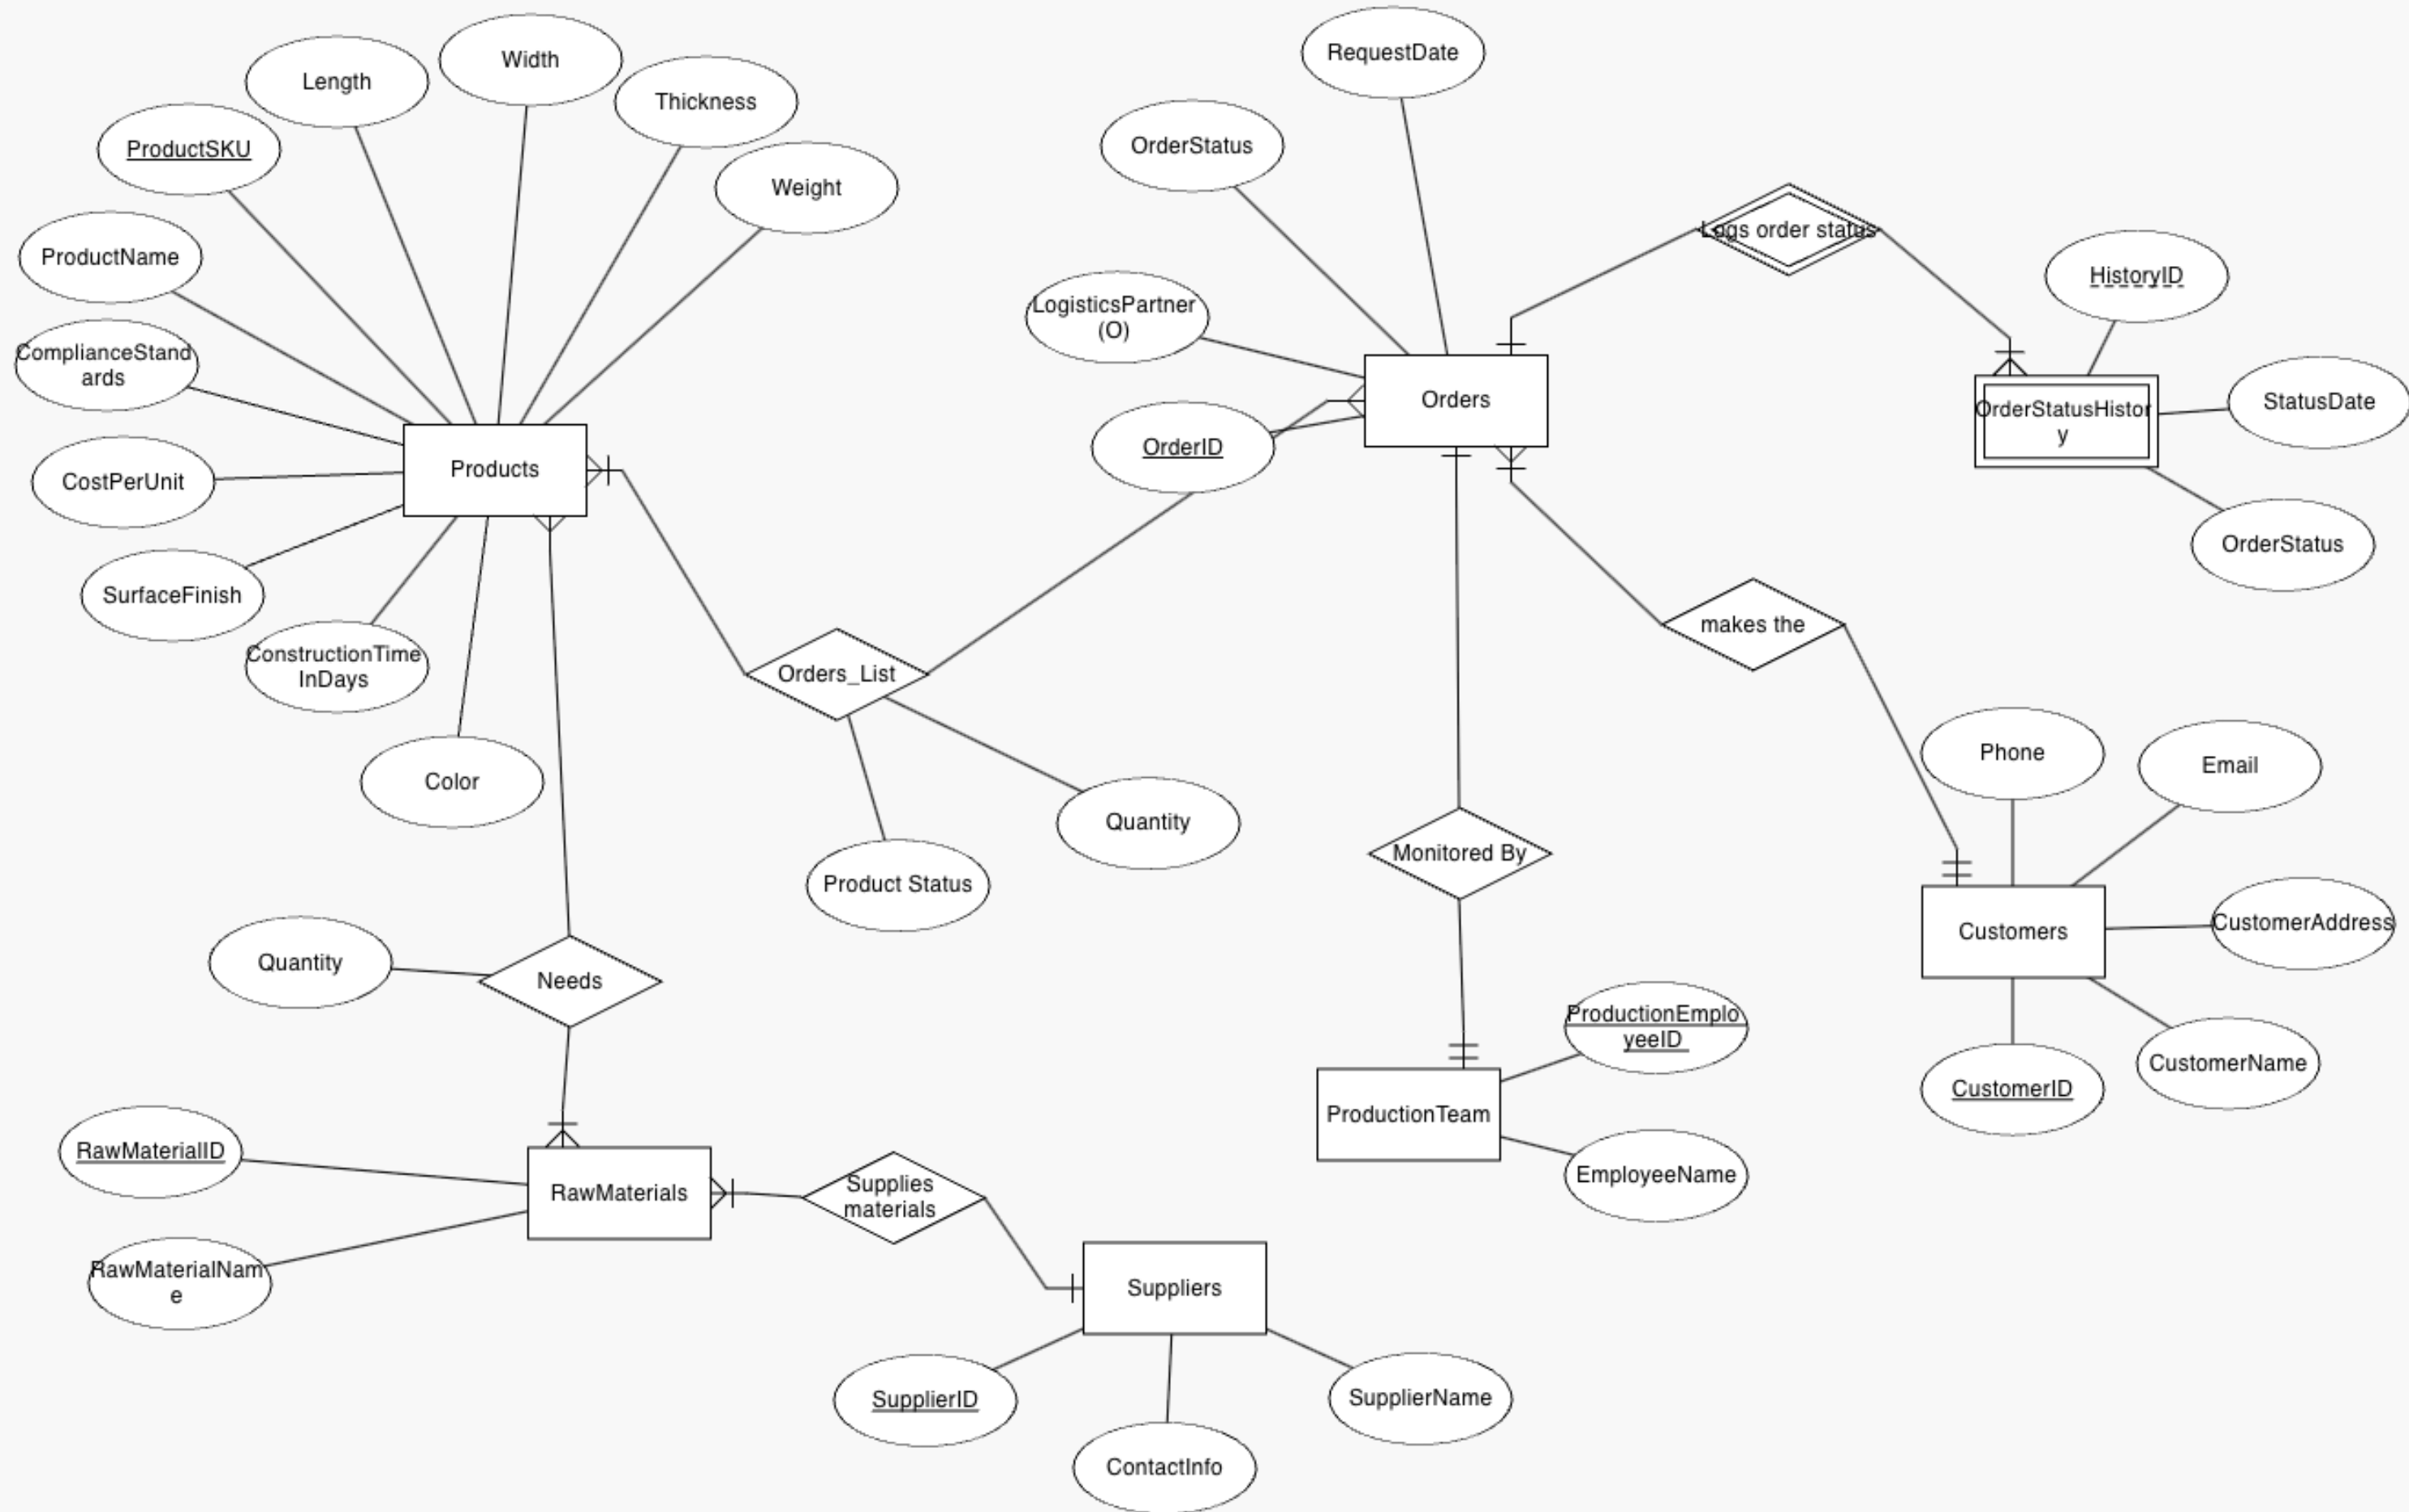 RequestDate
Width
Length
Thickness
OrderStatus
ProductSKU
Weight
Logs order status
ProductName
HistoryID
LogisticsPartner
(O)
ComplianceStand
ards
Orders
StatusDate
OrderStatusHistor
y
OrderID
Products
CostPerUnit
OrderStatus
SurfaceFinish
makes the
ConstructionTime
InDays
Orders_List
Phone
Email
Color
Quantity
Monitored By
Product Status
CustomerAddress
Customers
Quantity
Needs
ProductionEmplo
yeeID
CustomerName
CustomerID
ProductionTeam
RawMaterialID
EmployeeName
RawMaterials
Supplies
materials
RawMaterialNam
e
Suppliers
SupplierID
SupplierName
ContactInfo